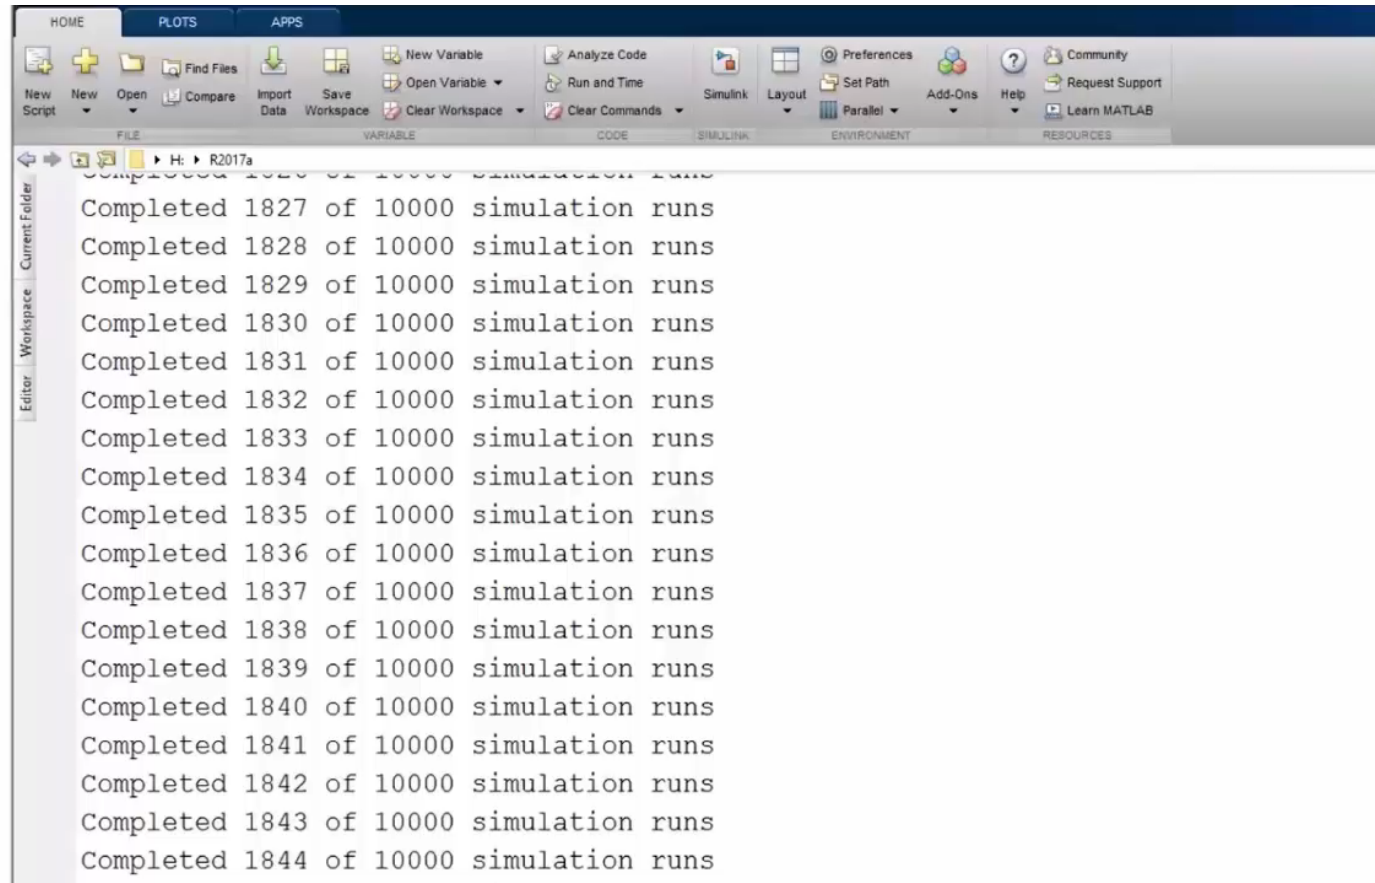 HOME PLOTS APPS
New Script
New
Open
Find Files
Compare
Import Data
Save Workspace
New Variable
Open Variable
Clear Workspace
Analyze Code
Run and Time
Clear Commands
Simulink
Layout
Preferences
Set Path
Parallel
Add-Ons
Help
Community
Request Support
Learn MATLAB
FILE VARIABLE CODE SIMULINK ENVIRONMENT RESOURCES
H: R2017a
Current Folder
Workspace
Editor
Completed 1826 of 10000 simulation runs
Completed 1827 of 10000 simulation runs
Completed 1828 of 10000 simulation runs
Completed 1829 of 10000 simulation runs
Completed 1830 of 10000 simulation runs
Completed 1831 of 10000 simulation runs
Completed 1832 of 10000 simulation runs
Completed 1833 of 10000 simulation runs
Completed 1834 of 10000 simulation runs
Completed 1835 of 10000 simulation runs
Completed 1836 of 10000 simulation runs
Completed 1837 of 10000 simulation runs
Completed 1838 of 10000 simulation runs
Completed 1839 of 10000 simulation runs
Completed 1840 of 10000 simulation runs
Completed 1841 of 10000 simulation runs
Completed 1842 of 10000 simulation runs
Completed 1843 of 10000 simulation runs
Completed 1844 of 10000 simulation runs